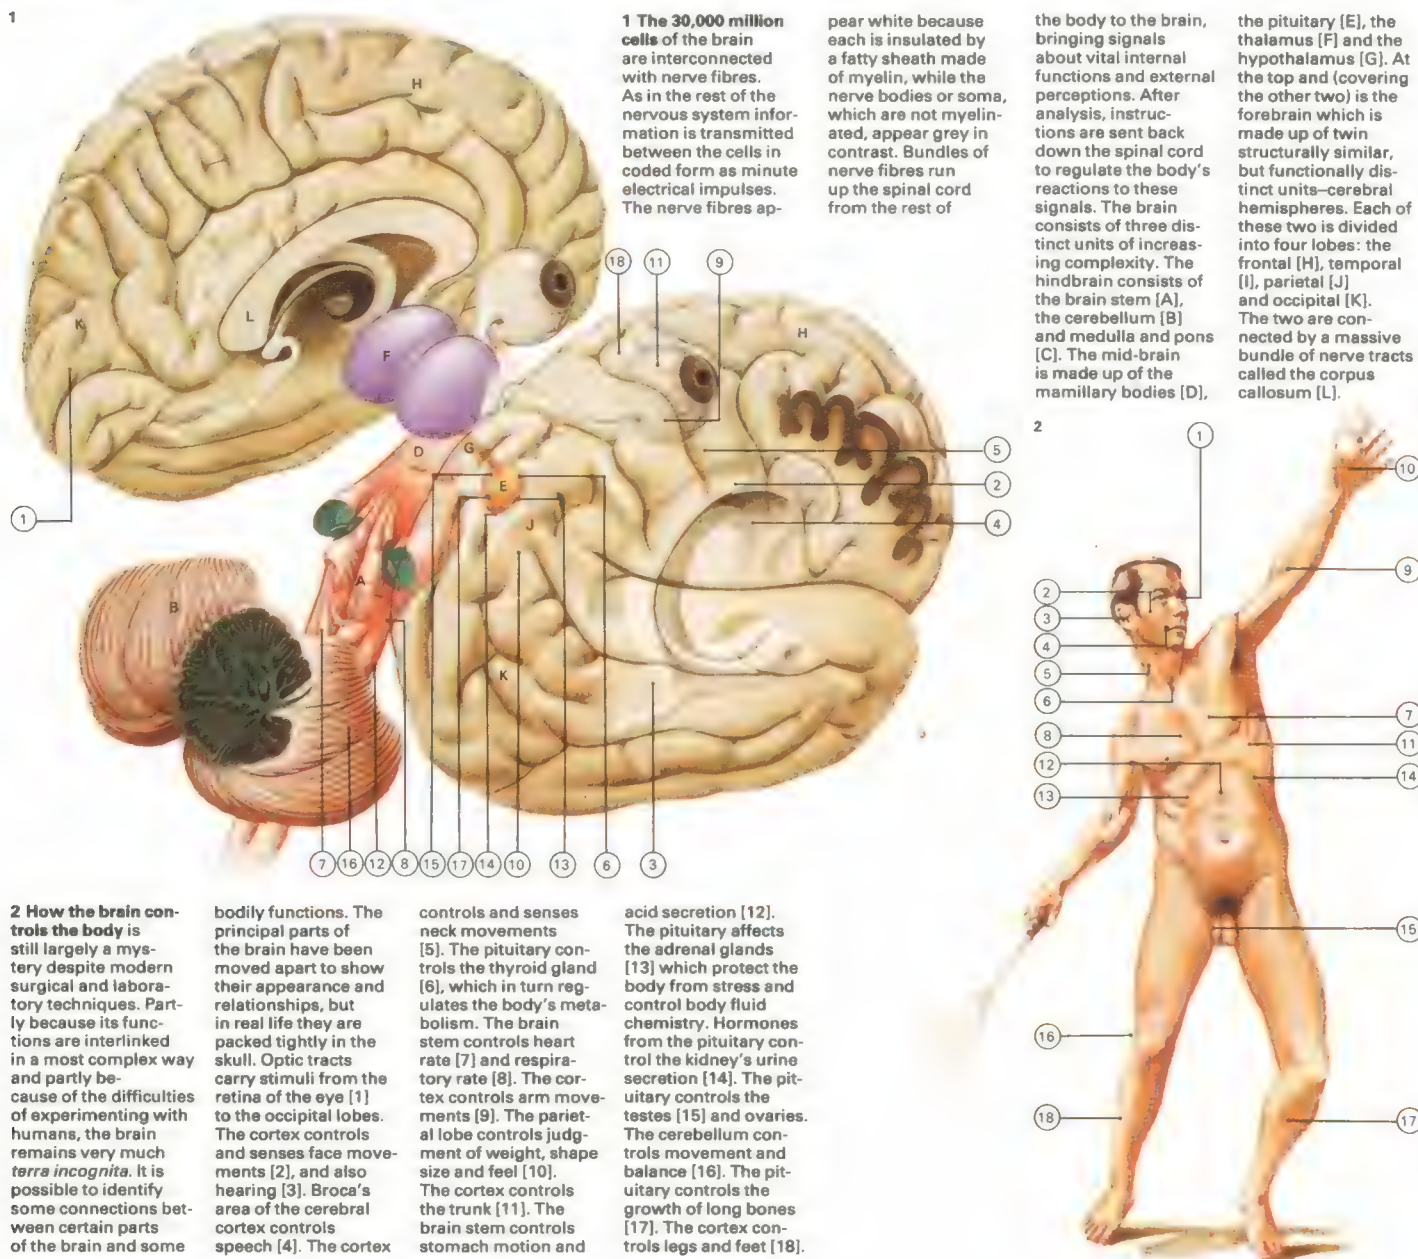 1
1 The 30,000 million
cells of the brain
are interconnected
with nerve fibres.
As in the rest of the
nervous system infor-
mation is transmitted
between the cells in
coded form as minute
electrical impulses.
The nerve fibres ap-
pear white because
each is insulated by
a fatty sheath made
of myelin, while the
nerve bodies or soma,
which are not myelin-
ated, appear grey in
contrast. Bundles of
nerve fibres run
up the spinal cord
from the rest of
the body to the brain,
bringing signals
about vital internal
functions and external
perceptions. After
analysis, instruc-
tions are sent back
down the spinal cord
to regulate the body's
reactions to these
signals. The brain
consists of three dis-
tinct units of increas-
ing complexity. The
hindbrain consists of
the brain stem [A],
the cerebellum [B]
and medulla and pons
[C]. The mid-brain
is made up of the
mamillary bodies [D],
the pituitary [E], the
thalamus [F] and the
hypothalamus [G]. At
the top and (covering
the other two) is the
forebrain which is
made up of twin
structurally similar,
but functionally dis-
tinct units—cerebral
hemispheres. Each of
these two is divided
into four lobes: the
frontal [H], temporal
[I], parietal [J]
and occipital [K].
The two are con-
nected by a massive
bundle of nerve tracts
called the corpus
callosum [L].
H
K
L
F
1
18
11
9
H
5
2
4
D
G
E
J
A
B
K
7
16
12
8
15
17
14
10
13
6
3
2
1
10
9
2
3
4
5
6
7
8
11
12
14
13
15
16
18
17
2 How the brain con-
trols the body is
still largely a mys-
tery despite modern
surgical and labora-
tory techniques. Part-
ly because its func-
tions are interlinked
in a most complex way
and partly be-
cause of the difficulties
of experimenting with
humans, the brain
remains very much
terra incognita. It is
possible to identify
some connections bet-
ween certain parts
of the brain and some
bodily functions. The
principal parts of
the brain have been
moved apart to show
their appearance and
relationships, but
in real life they are
packed tightly in the
skull. Optic tracts
carry stimuli from the
retina of the eye [1]
to the occipital lobes.
The cortex controls
and senses face move-
ments [2], and also
hearing [3]. Broca's
area of the cerebral
cortex controls
speech [4]. The cortex
controls and senses
neck movements
[5]. The pituitary con-
trols the thyroid gland
[6], which in turn reg-
ulates the body's meta-
bolism. The brain
stem controls heart
rate [7] and respira-
tory rate [8]. The cor-
tex controls arm move-
ments [9]. The pariet-
al lobe controls judg-
ment of weight, shape
size and feel [10].
The cortex controls
the trunk [11]. The
brain stem controls
stomach motion and
acid secretion [12].
The pituitary affects
the adrenal glands
[13] which protect the
body from stress and
control body fluid
chemistry. Hormones
from the pituitary con-
trol the kidney's urine
secretion [14]. The pit-
uitary controls the
testes [15] and ovaries.
The cerebellum con-
trols movement and
balance [16]. The pit-
uitary controls the
growth of long bones
[17]. The cortex con-
trols legs and feet [18].